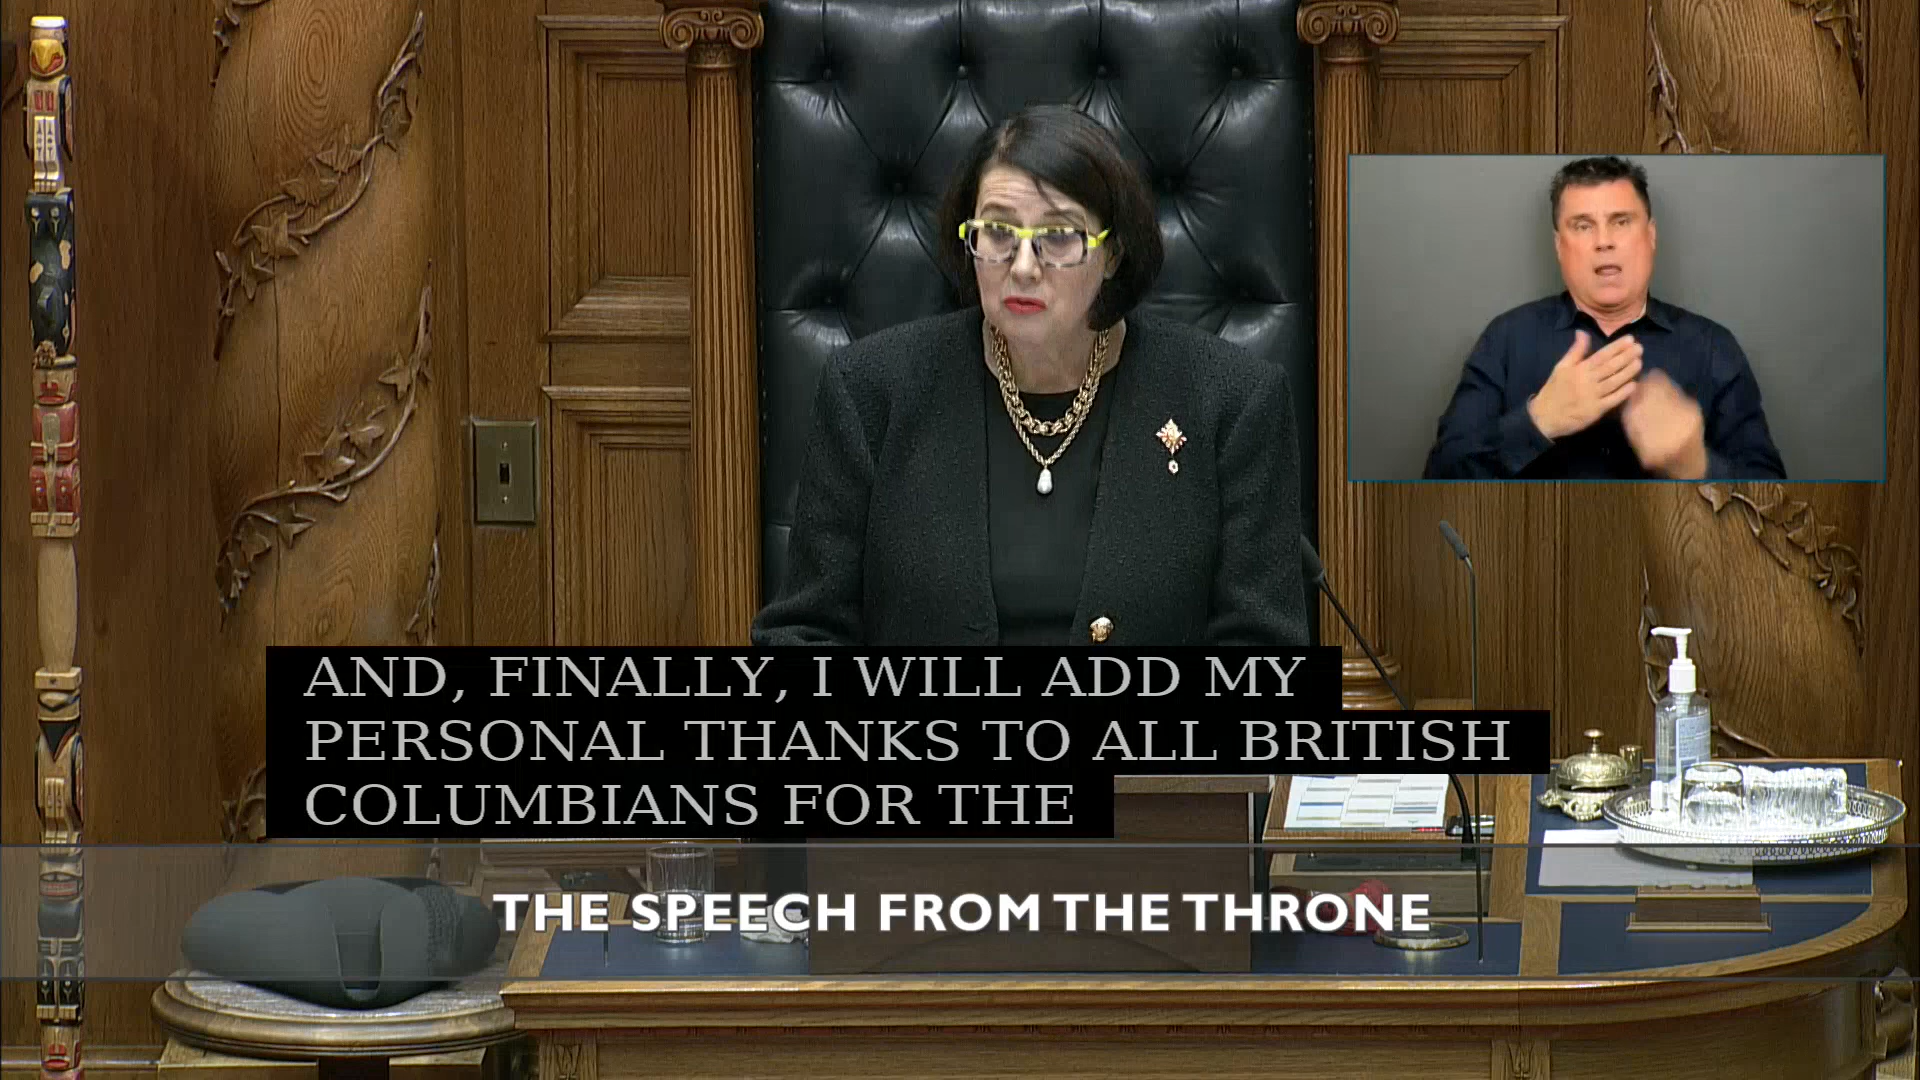 AND, FINALLY, I WILL ADD MY
PERSONAL THANKS TO ALL BRITISH
COLUMBIANS FOR THE
THE SPEECH FROM THE THRONE